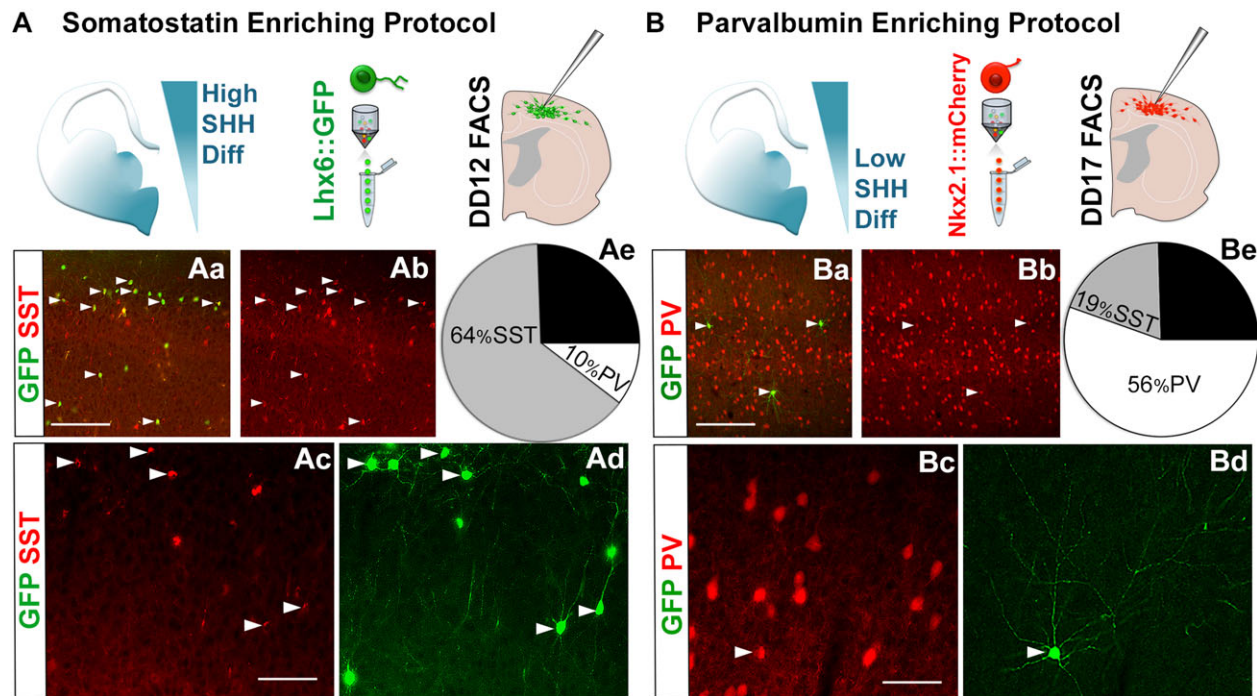 A Somatostatin Enriching Protocol
High
SHH
Diff
Lhx6::GFP
DD12 FACS
B Parvalbumin Enriching Protocol
Low
SHH
Diff
Nkx2.1::mCherry
DD17 FACS
GFP SST
Aa
Ab
Ae
64%SST
10%PV
GFP PV
Ba
Bb
Be
19%SST
56%PV
GFP SST
Ac
Ad
GFP PV
Bc
Bd